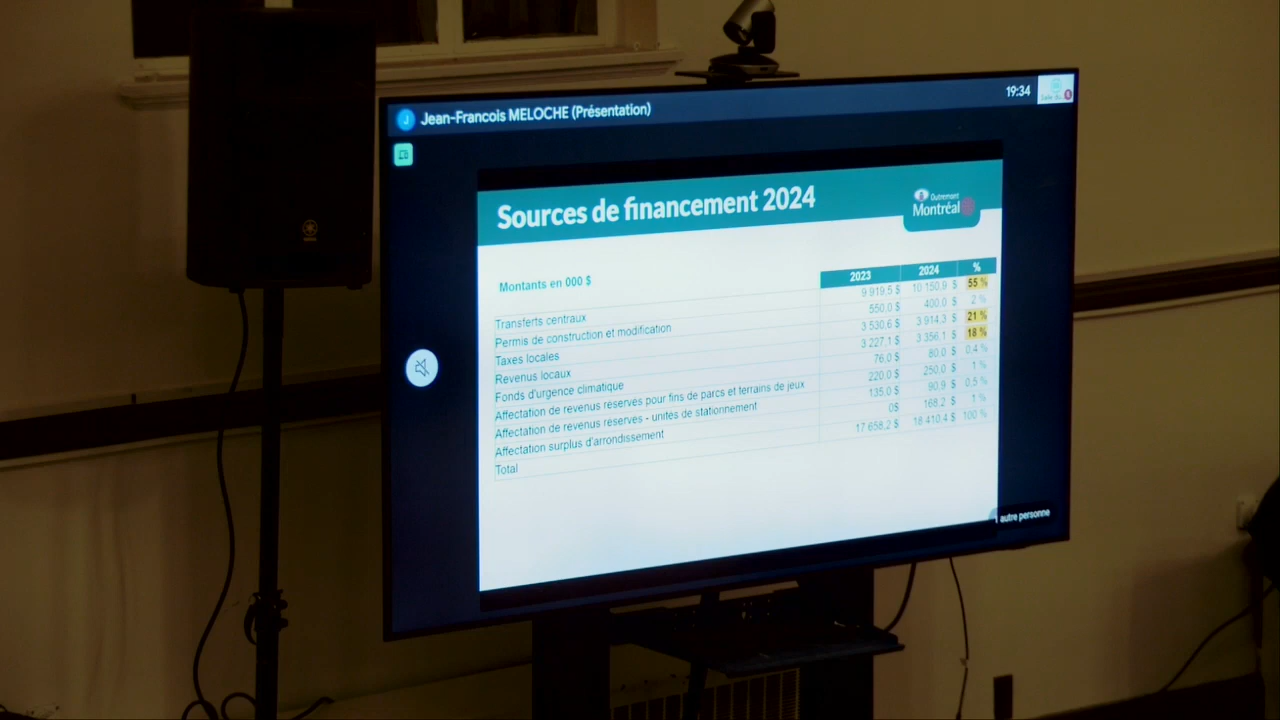 Jean-Francois MELOCHE (Présentation)
19:34
Sources de financement 2024
Outremont
Montréal
Montants en 000 $
2023 2024 %
Transferts centraux 9 919,5 $ 10 150,9 $ 55 %
Permis de construction et modification 550,0 $ 400,0 $ 2 %
Taxes locales 3 530,6 $ 3 914,3 $ 21 %
Revenus locaux 3 227,1 $ 3 356,1 $ 18 %
Fonds d'urgence climatique 76,0 $ 80,0 $ 0,4 %
Affectation de revenus réservés pour fins de parcs et terrains de jeux 220,0 $ 250,0 $ 1 %
Affectation de revenus réservés - unités de stationnement 135,0 $ 90,9 $ 0,5 %
Affectation surplus d'arrondissement 0$ 168,2 $ 1 %
Total 17 658,2 $ 18 410,4 $ 100 %
autre personne